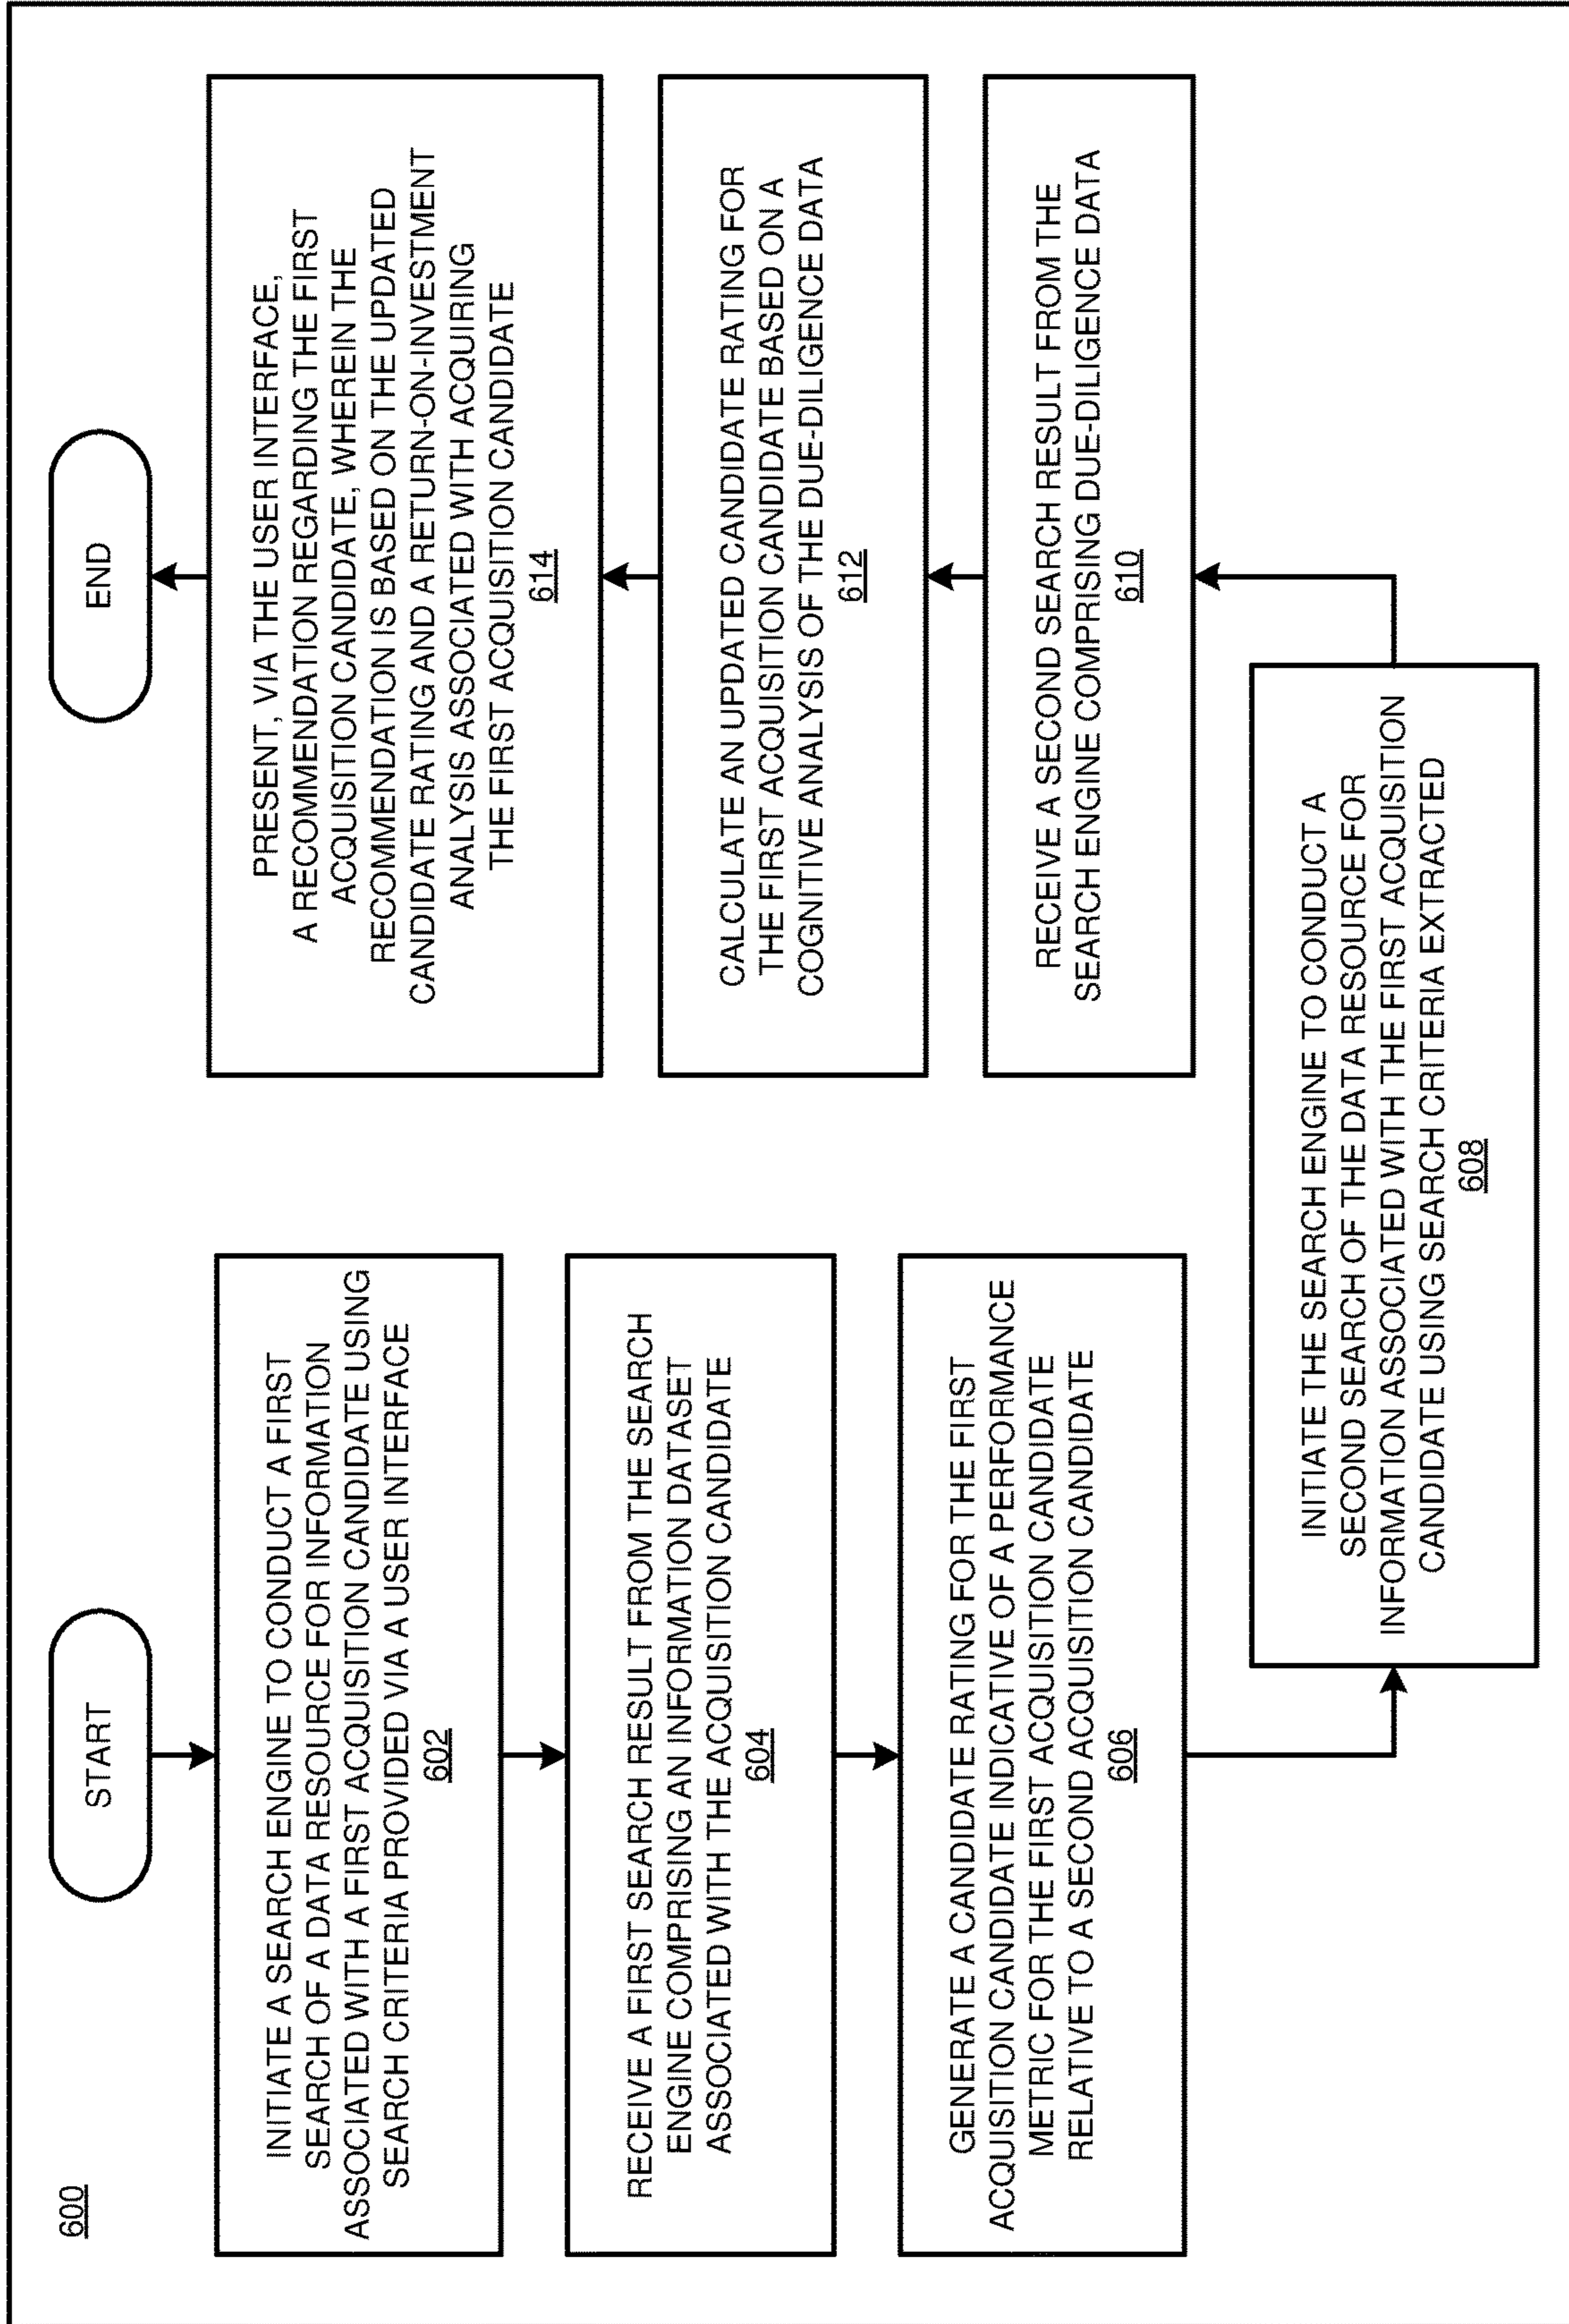 600
START
INITIATE A SEARCH ENGINE TO CONDUCT A FIRST
SEARCH OF A DATA RESOURCE FOR INFORMATION
ASSOCIATED WITH A FIRST ACQUISITION CANDIDATE USING
SEARCH CRITERIA PROVIDED VIA A USER INTERFACE
602
RECEIVE A FIRST SEARCH RESULT FROM THE SEARCH
ENGINE COMPRISING AN INFORMATION DATASET
ASSOCIATED WITH THE ACQUISITION CANDIDATE
604
GENERATE A CANDIDATE RATING FOR THE FIRST
ACQUISITION CANDIDATE INDICATIVE OF A PERFORMANCE
METRIC FOR THE FIRST ACQUISITION CANDIDATE
RELATIVE TO A SECOND ACQUISITION CANDIDATE
606
INITIATE THE SEARCH ENGINE TO CONDUCT A
SECOND SEARCH OF THE DATA RESOURCE FOR
INFORMATION ASSOCIATED WITH THE FIRST ACQUISITION
CANDIDATE USING SEARCH CRITERIA EXTRACTED
608
RECEIVE A SECOND SEARCH RESULT FROM THE
SEARCH ENGINE COMPRISING DUE-DILIGENCE DATA
610
CALCULATE AN UPDATED CANDIDATE RATING FOR
THE FIRST ACQUISITION CANDIDATE BASED ON A
COGNITIVE ANALYSIS OF THE DUE-DILIGENCE DATA
612
PRESENT, VIA THE USER INTERFACE,
A RECOMMENDATION REGARDING THE FIRST
ACQUISITION CANDIDATE, WHEREIN THE
RECOMMENDATION IS BASED ON THE UPDATED
CANDIDATE RATING AND A RETURN-ON-INVESTMENT
ANALYSIS ASSOCIATED WITH ACQUIRING
THE FIRST ACQUISITION CANDIDATE
614
END